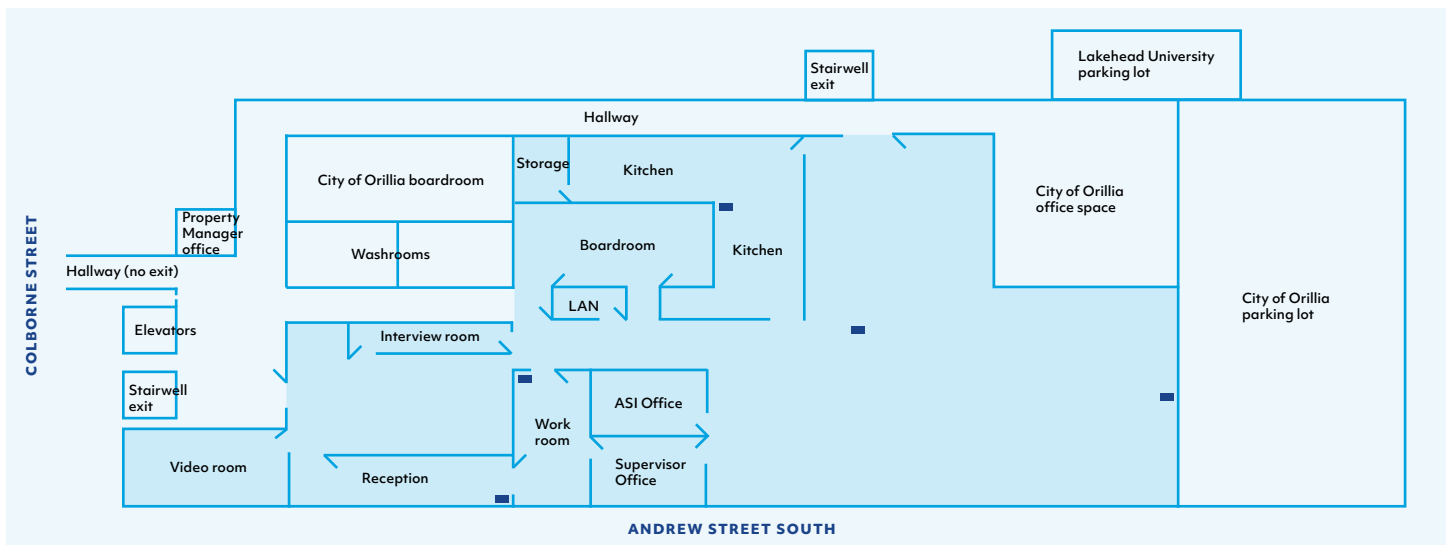 Lakehead University
parking lot
Stairwell
exit
Hallway
Storage
Kitchen
City of Orillia boardroom
City of Orillia
office space
Property
Manager
office
Boardroom
Kitchen
Washrooms
Hallway (no exit)
LAN
City of Orillia
parking lot
Elevators
Interview room
COLBORNE STREET
Stairwell
exit
ASI Office
Work
room
Video room
Reception
Supervisor
Office
ANDREW STREET SOUTH